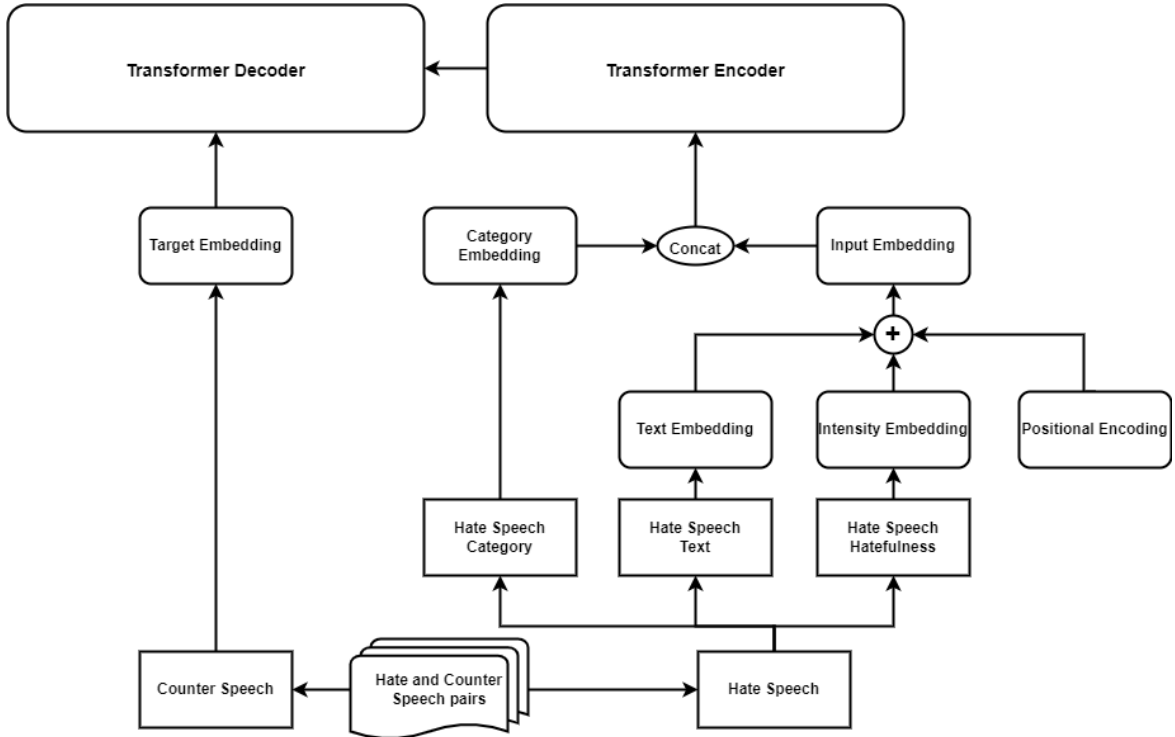 Transformer Decoder
Transformer Encoder
Target Embedding
Category
Embedding
Concat
Input Embedding
+
Text Embedding
Intensity Embedding
Positional Encoding
Hate Speech
Category
Hate Speech
Text
Hate Speech
Hatefulness
Counter Speech
Hate and Counter
Speech pairs
Hate Speech